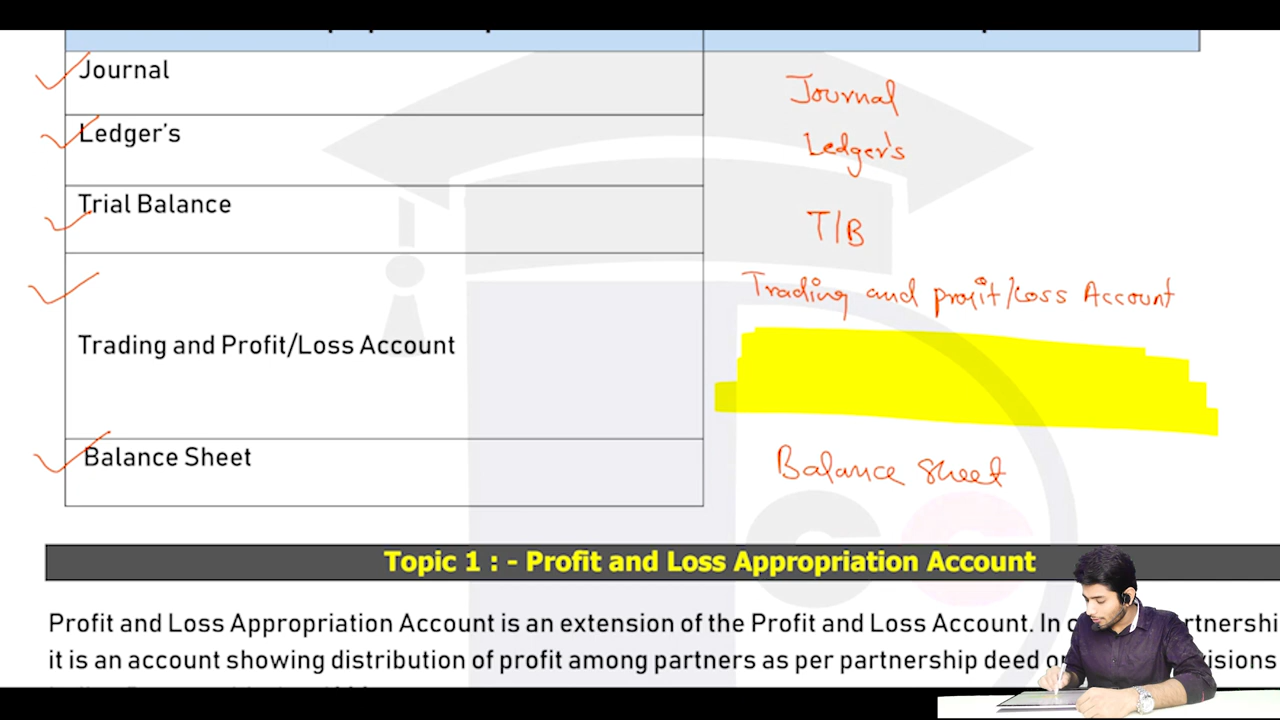 Journal
Journal
Ledger's
Ledger's
Trial Balance
T/B
Trading and Profit/Loss Account
Trading and profit/Loss Account
Balance Sheet
Balance Sheet
Topic 1 : - Profit and Loss Appropriation Account
Profit and Loss Appropriation Account is an extension of the Profit and Loss Account. In
it is an account showing distribution of profit among partners as per partnership deed